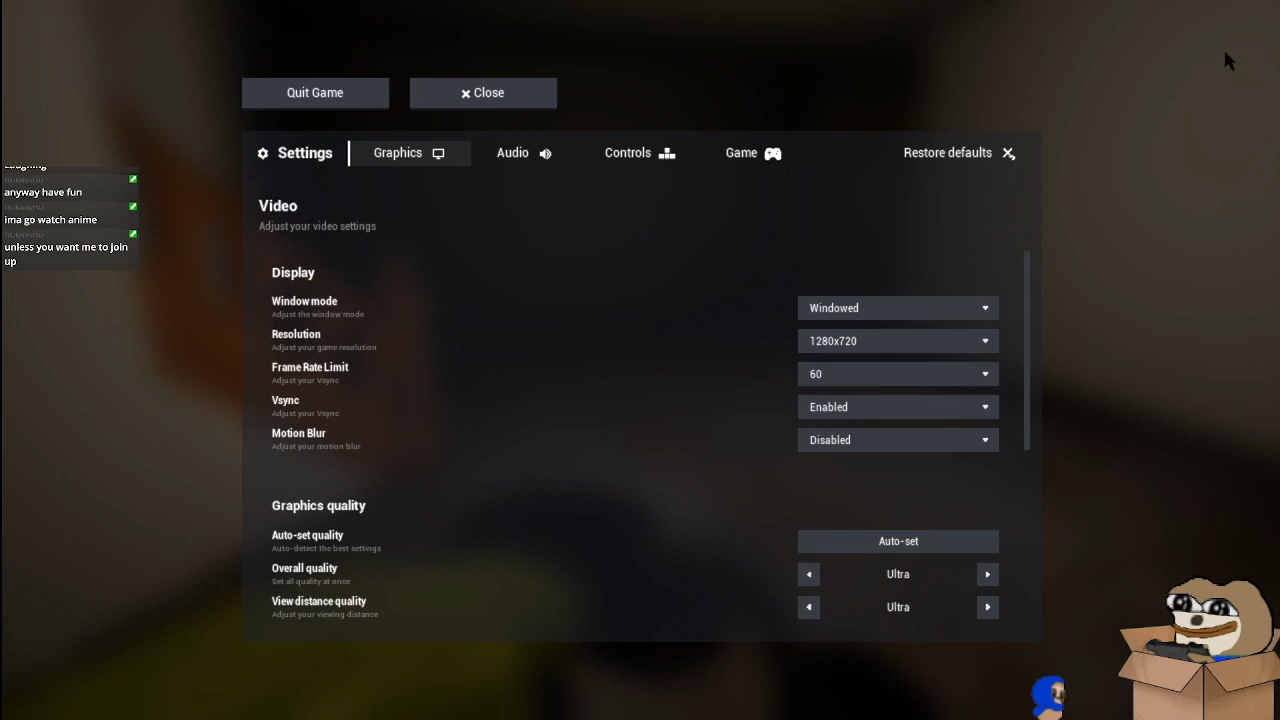 Quit Game
Close
Settings
Graphics
Audio
Controls
Game
Restore defaults
anyway have fun
ima go watch anime
unless you want me to join
up
Video
Adjust your video settings
Display
Window mode
Adjust the window mode
Windowed
Resolution
Adjust your game resolution
1280x720
Frame Rate Limit
Adjust your Vsync
60
Vsync
Adjust your Vsync
Enabled
Motion Blur
Adjust your motion blur
Disabled
Graphics quality
Auto-set quality
Auto-detect the best settings
Auto-set
Overall quality
Set all quality at once
Ultra
View distance quality
Adjust your viewing distance
Ultra